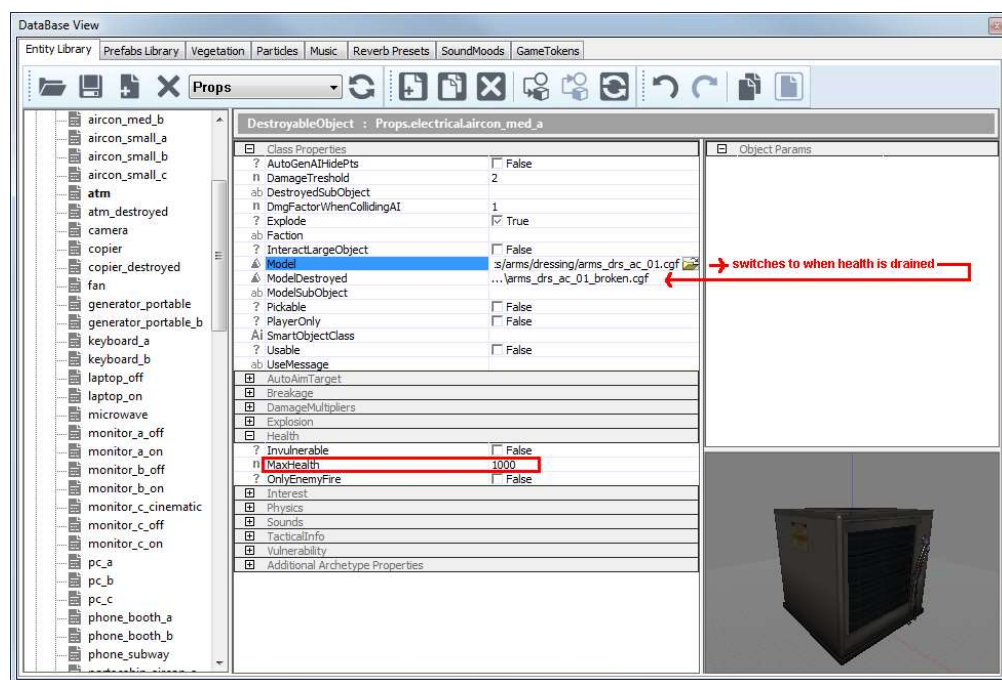 DataBase View
Entity Library Prefabs Library Vegetation Particles Music Reverb Presets SoundMoods GameTokens
Props
aircon_med_b
aircon_small_a
aircon_small_b
aircon_small_c
atm
atm_destroyed
camera
copier
copier_destroyed
fan
generator_portable
generator_portable_b
keyboard_a
keyboard_b
laptop_off
laptop_on
microwave
monitor_a_off
monitor_a_on
monitor_b_off
monitor_b_on
monitor_c_cinematic
monitor_c_off
monitor_c_on
pc_a
pc_b
pc_c
phone_booth_a
phone_booth_b
phone_subway
DestroyableObject : Props.electrical.aircon_med_a
Class Properties
? AutoGenAIHidePts False
n DamageTreshold 2
ab DestroyedSubObject
n DmgFactorWhenCollidingAI 1
? Explode True
ab Faction
? InteractLargeObject False
Model :s/arms/dressing/arms_drs_ac_01.cgf
ModelDestroyed ...\arms_drs_ac_01_broken.cgf
ab ModelSubObject
? Pickable False
? PlayerOnly False
Ai SmartObjectClass
? Usable False
ab UseMessage
AutoAimTarget
Breakage
DamageMultipliers
Explosion
Health
? Invulnerable False
n MaxHealth 1000
? OnlyEnemyFire False
Interest
Physics
Sounds
TacticalInfo
Vulnerability
Additional Archetype Properties
Object Params
switches to when health is drained